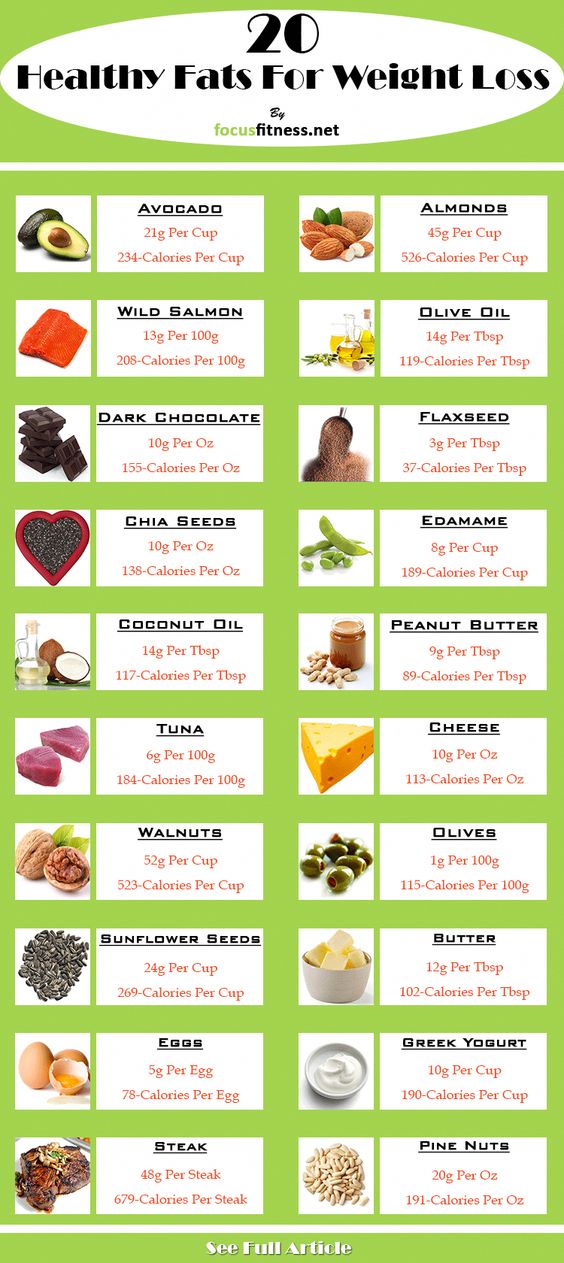 20
Healthy Fats For Weight Loss
By
focusfitness.net
Avocado
21g Per Cup
234-Calories Per Cup
Almonds
45g Per Cup
526-Calories Per Cup
Wild Salmon
13g Per 100g
208-Calories Per 100g
Olive Oil
14g Per Tbsp
119-Calories Per Tbsp
Dark Chocolate
10g Per Oz
155-Calories Per Oz
Flaxseed
3g Per Tbsp
37-Calories Per Tbsp
Chia Seeds
10g Per Oz
138-Calories Per Oz
Edamame
8g Per Cup
189-Calories Per Cup
Coconut Oil
14g Per Tbsp
117-Calories Per Tbsp
Peanut Butter
9g Per Tbsp
89-Calories Per Tbsp
Tuna
6g Per 100g
184-Calories Per 100g
Cheese
10g Per Oz
113-Calories Per Oz
Walnuts
52g Per Cup
523-Calories Per Cup
Olives
1g Per 100g
115-Calories Per 100g
Sunflower Seeds
24g Per Cup
269-Calories Per Cup
Butter
12g Per Tbsp
102-Calories Per Tbsp
Eggs
5g Per Egg
78-Calories Per Egg
Greek Yogurt
10g Per Cup
190-Calories Per Cup
Steak
48g Per Steak
679-Calories Per Steak
Pine Nuts
20g Per Oz
191-Calories Per Oz
See Full Article